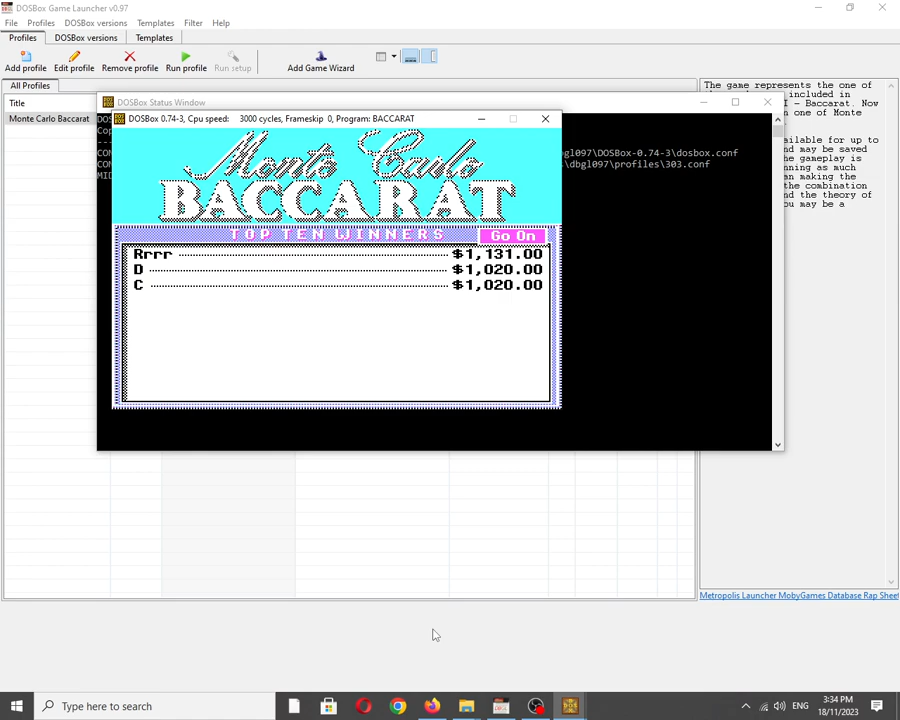 DOSBox Game Launcher v0.97
File Profiles DOSBox versions Templates Filter Help
Profiles DOSBox versions Templates
Add profile Edit profile Remove profile Run profile Run setup Add Game Wizard
All Profiles
Title
Monte Carlo Baccarat
DOSBox Status Window
DOSBox 0.74-3, Cpu speed: 3000 cycles, Frameskip 0, Program: BACCARAT
Monte Carlo
BACCARAT
TOP TEN WINNERS
Go On
Rrrr $1,131.00
D $1,020.00
C $1,020.00
DOS
Cop
---
CON
CON
MID
bgl097\DOSBox-0.74-3\dosbox.conf
\dbgl097\profiles\303.conf
The game represents the one of
included in
I - Baccarat. Now
n one of Monte
ailable for up to
nd may be saved
he gameplay is
nning as much
an making the
the combination
nd the theory of
ou may be a
Metropolis Launcher MobyGames Database Rap Sheet
Type here to search
ENG
3:34 PM
18/11/2023